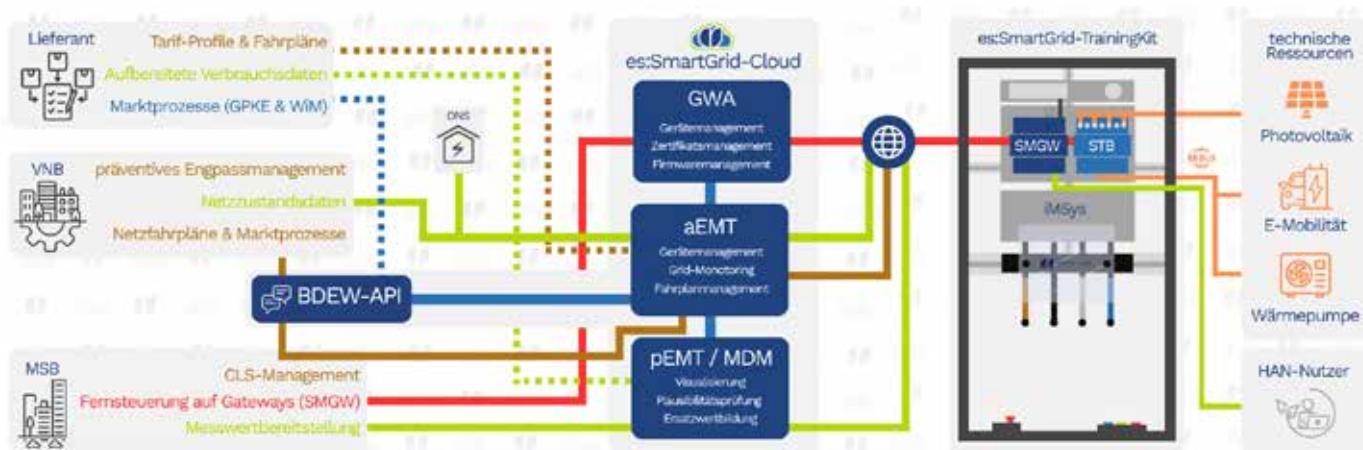 Lieferant
Tarif-Profile & Fahrpläne
Aufbereitete Verbrauchsdaten
Marktprozesse (GPKE & WiM)
VNB
präventives Engpassmanagement
Netzzustandsdaten
Netzfahrpläne & Marktprozesse
ONS
BDEW-API
MSB
CLS-Management
Fernsteuerung auf Gateways (SMGW)
Messwertbereitstellung
es:SmartGrid-Cloud
GWA
Gerätemanagement
Zertifikatsmanagement
Firmwaremanagement
aEMT
Gerätemanagement
Grid-Monotoring
Fahrplanmanagement
pEMT / MDM
Visualisierung
Pausibilitätsprüfung
Ersatzwertbildung
es:SmartGrid-TrainingKit
SMGW
STB
iMSys
technische
Ressourcen
Photovoltaik
E-Mobilität
Wärmepumpe
HAN-Nutzer